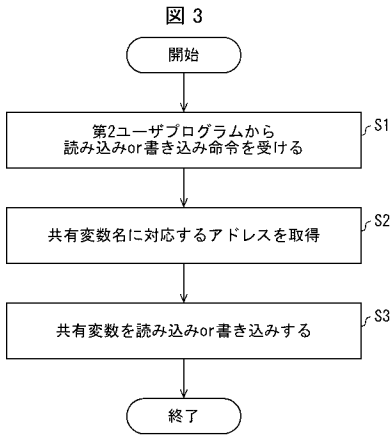 図 3
開始
第2ユーザプログラムから
読み込みor書き込み命令を受ける
S1
共有変数名に対応するアドレスを取得
S2
共有変数を読み込みor書き込みする
S3
終了